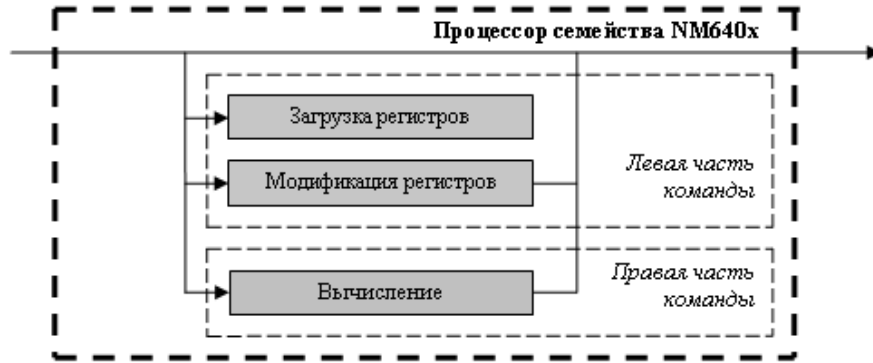 Процессор семейства NM640x
Загрузка регистров
Модификация регистров
Левая часть
команды
Вычисление
Правая часть
команды